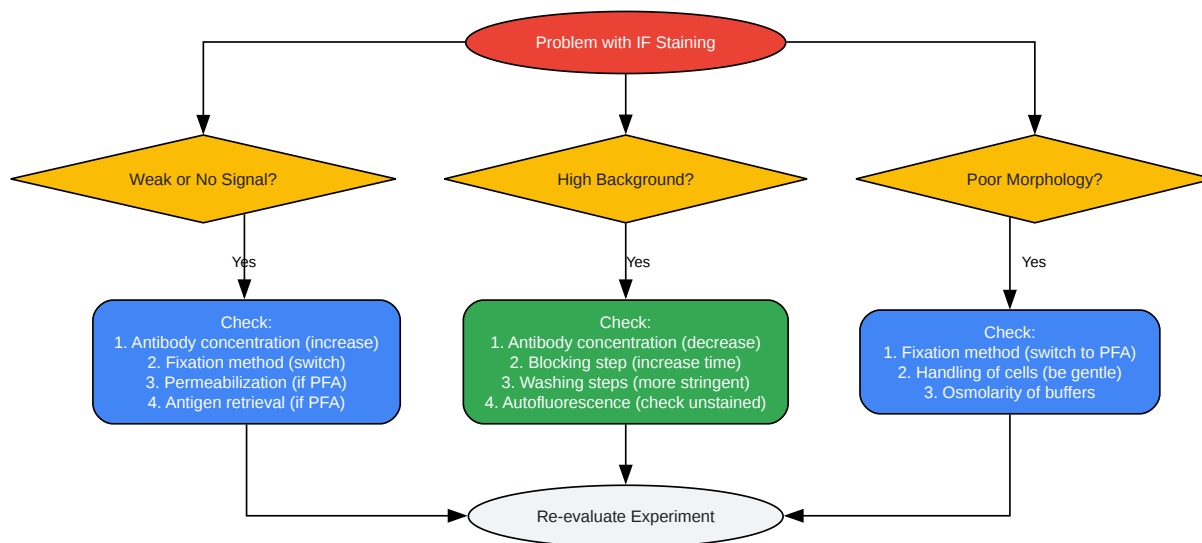 Problem with IF Staining
Weak or No Signal?
High Background?
Poor Morphology?
Yes
Yes
Yes
Check:
1. Antibody concentration (increase)
2. Fixation method (switch)
3. Permeabilization (if PFA)
4. Antigen retrieval (if PFA)
Check:
1. Antibody concentration (decrease)
2. Blocking step (increase time)
3. Washing steps (more stringent)
4. Autofluorescence (check unstained)
Check:
1. Fixation method (switch to PFA)
2. Handling of cells (be gentle)
3. Osmolarity of buffers
Re-evaluate Experiment